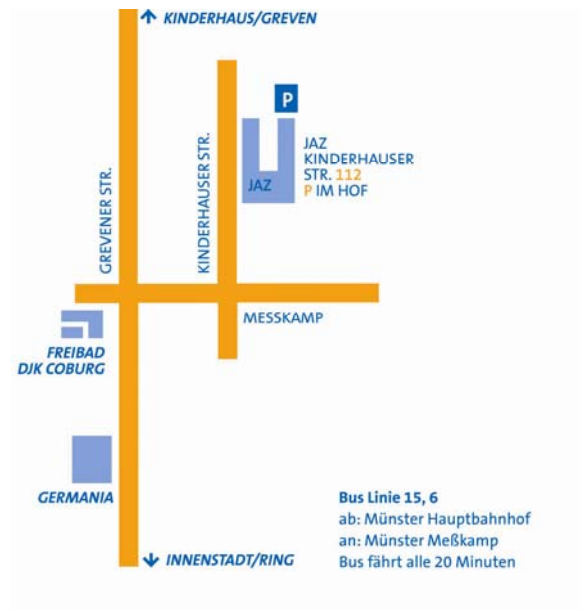 ↑ KINDERHAUS/GREVEN
P
GREVENER STR.
KINDERHAUSER STR.
JAZ
JAZ
KINDERHAUSER
STR. 112
P IM HOF
MESSKAMP
FREIBAD
DJK COBURG
GERMANIA
Bus Linie 15, 6
ab: Münster Hauptbahnhof
an: Münster Meßkamp
Bus fährt alle 20 Minuten
↓ INNENSTADT/RING